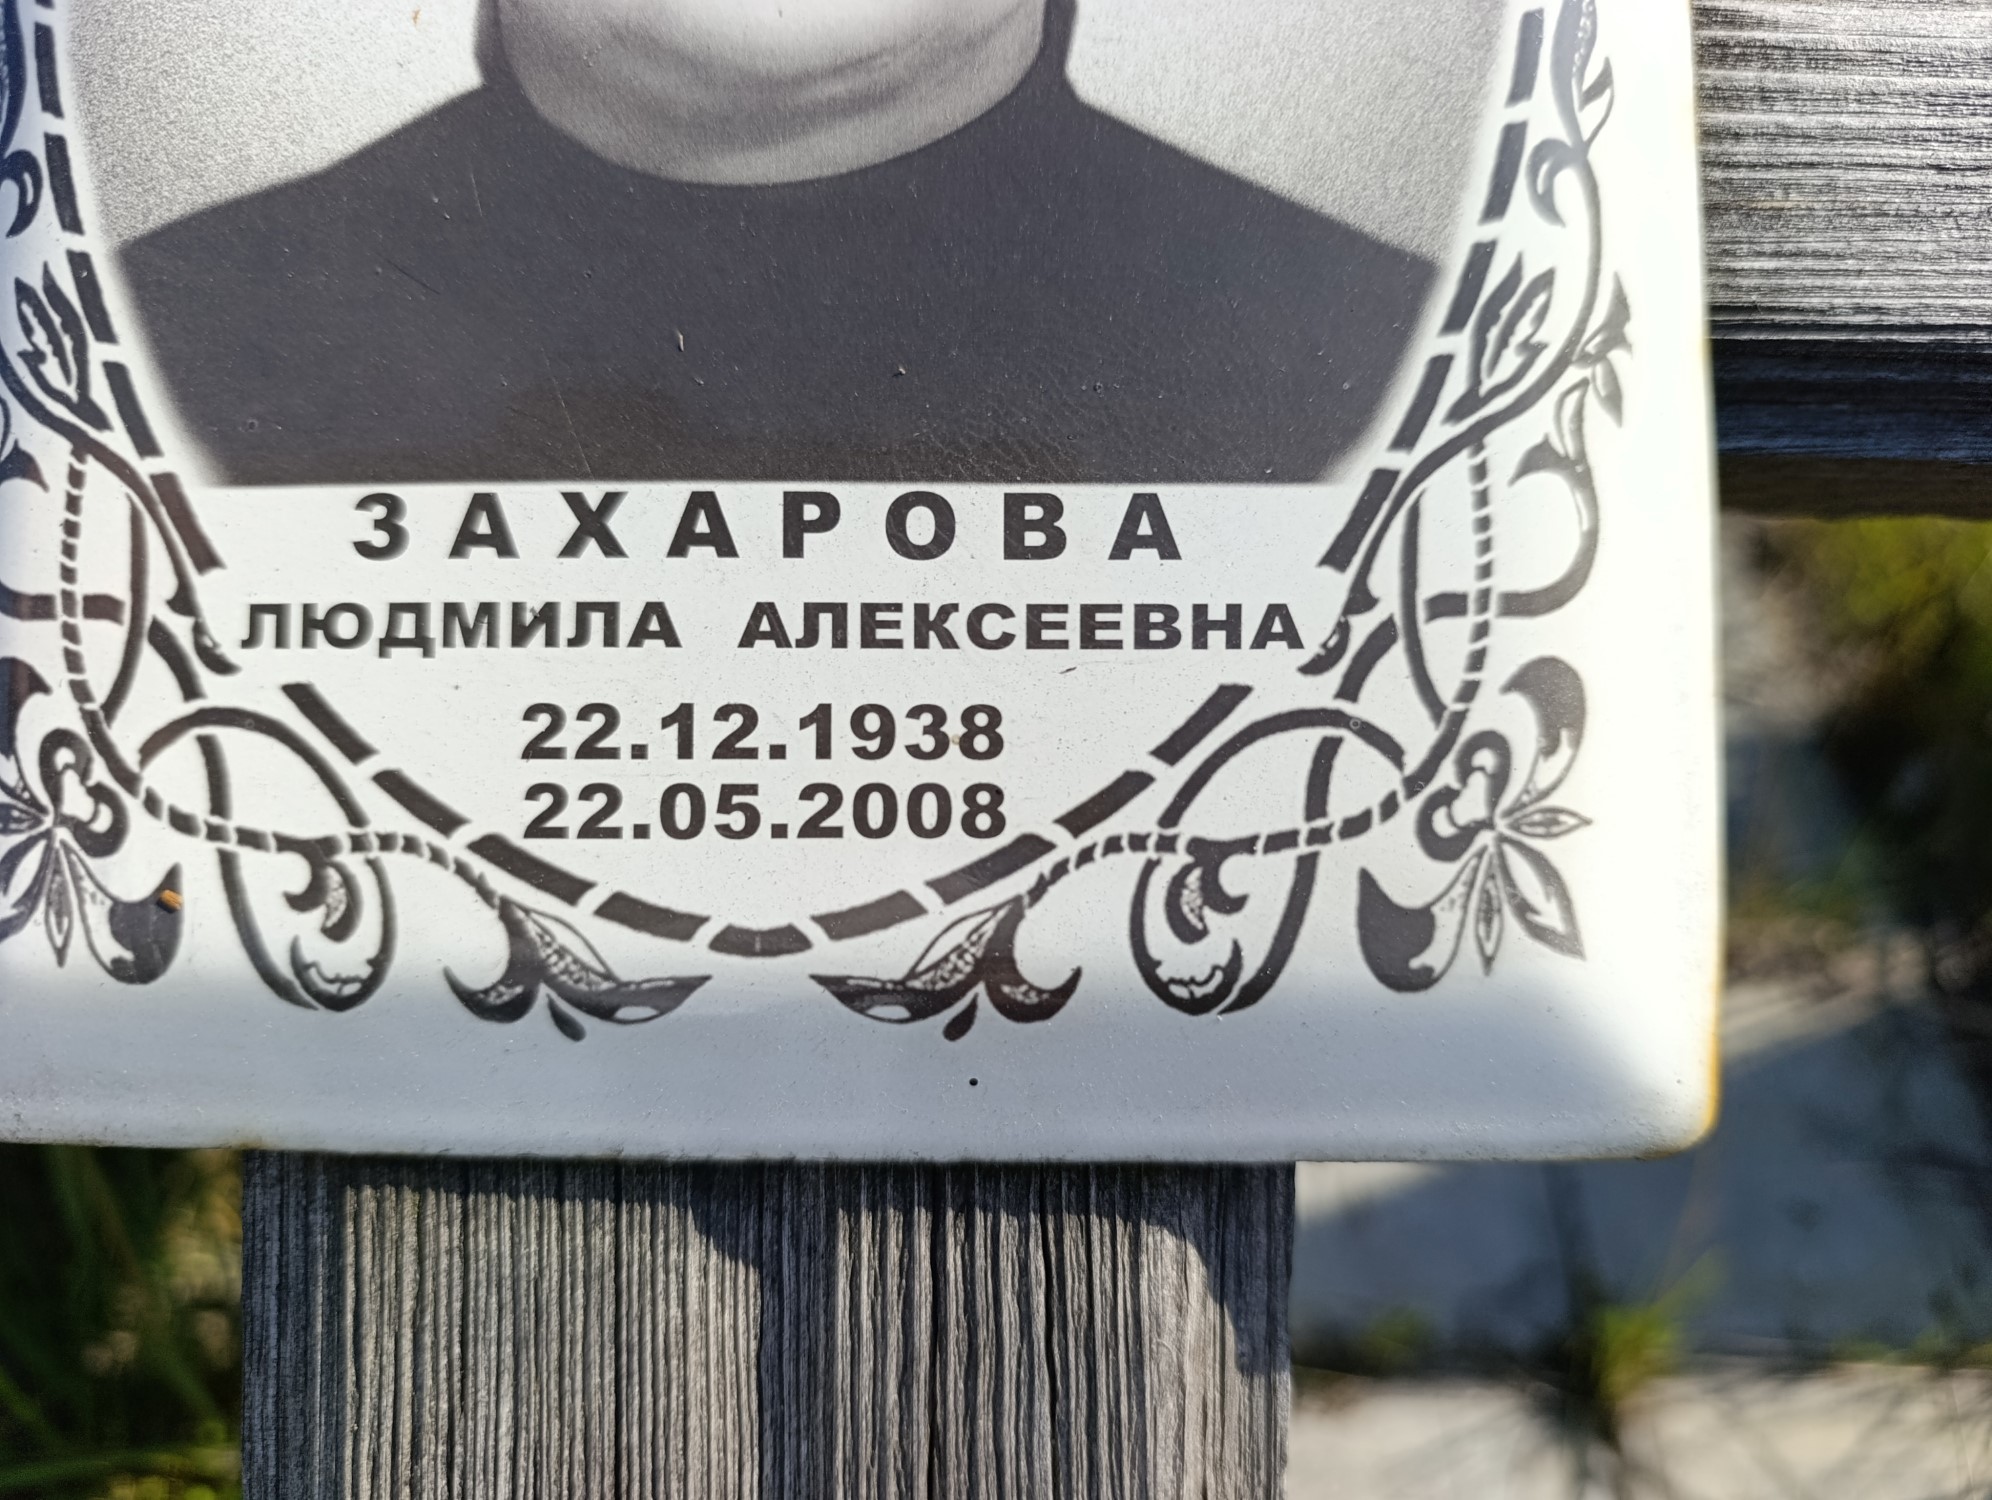 ЗАХАРОВА
ЛЮДМИЛА АЛЕКСЕЕВНА
22.12.1938
22.05.2008